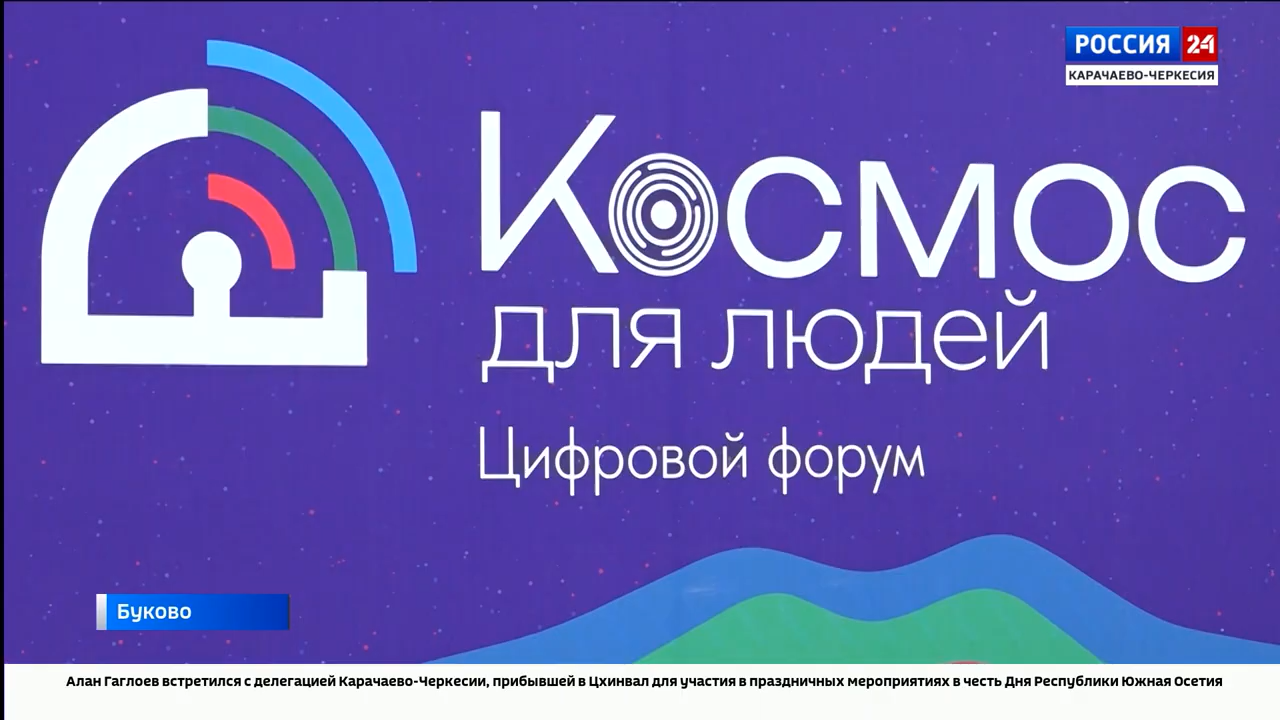 РОССИЯ 24
КАРАЧАЕВО-ЧЕРКЕСИЯ
Космос
для людей
Цифровой форум
Буково
Алан Гаглоев встретился с делегацией Карачаево-Черкесии, прибывшей в Цхинвал для участия в праздничных мероприятиях в честь Дня Республики Южная Осетия